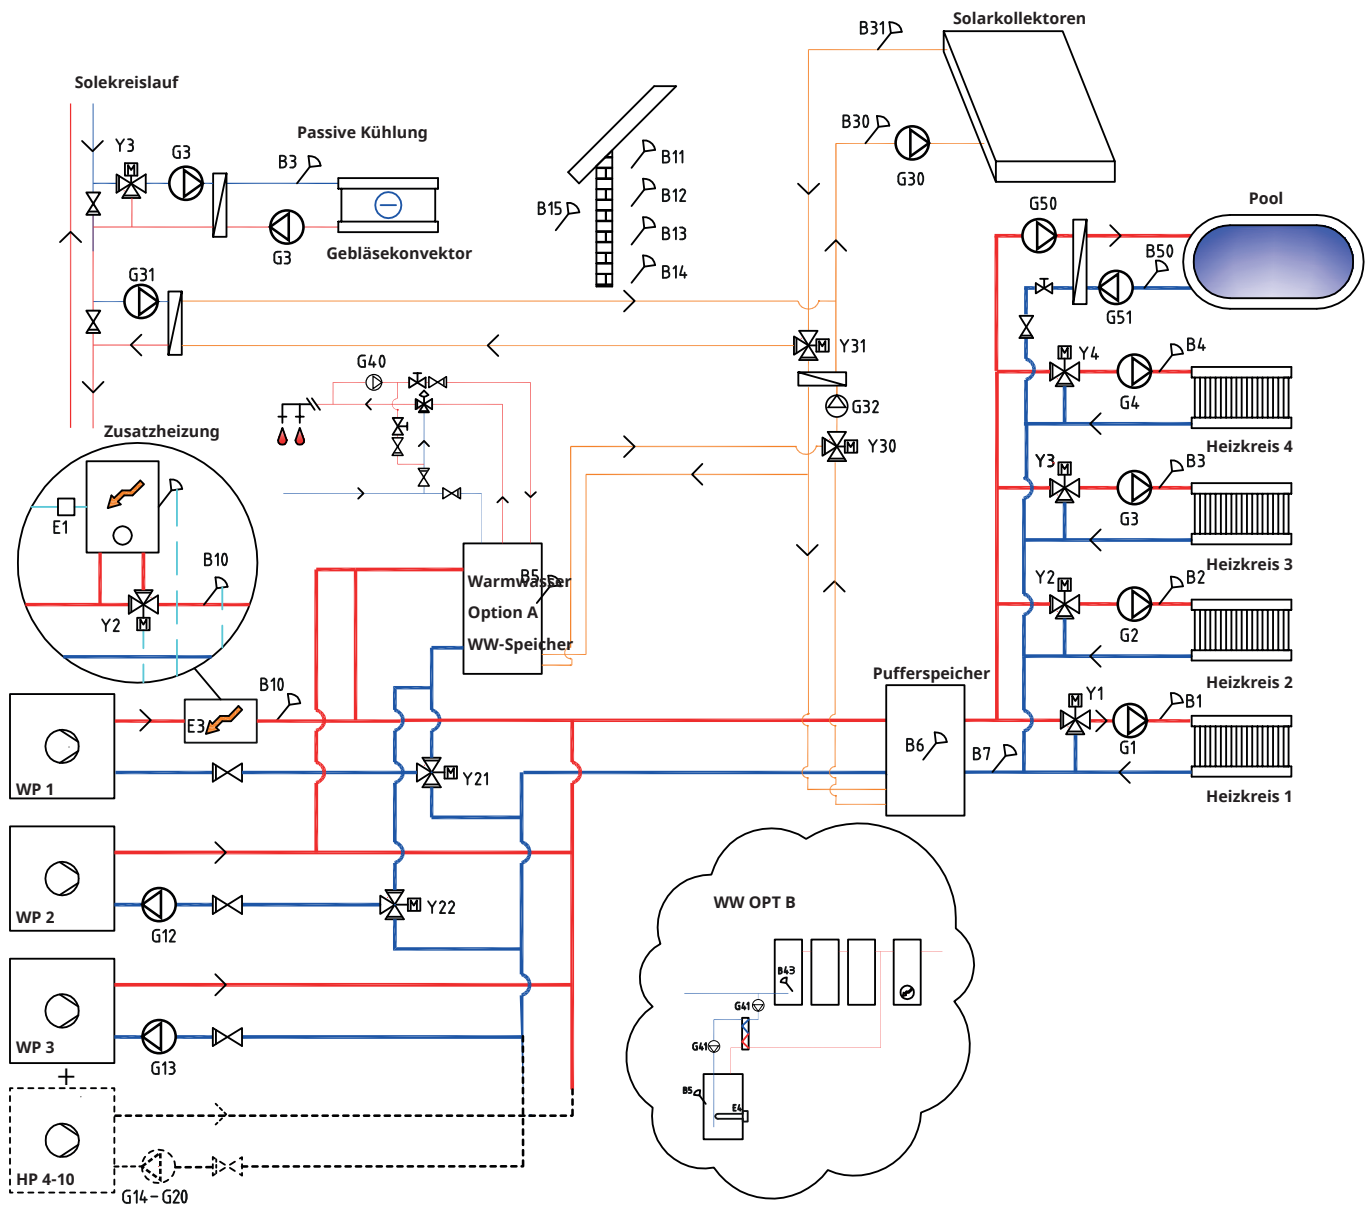 Solarkollektoren
B31
Solekreislauf
B30
G30
Passive Kühlung
Y3
G3
B3
G3
Gebläsekonvektor
B11
B12
B13
B14
B15
Pool
G50
B50
G51
G31
Y31
G32
Y30
G40
Y4
B4
G4
Heizkreis 4
Y3
B3
G3
Heizkreis 3
Y2
B2
G2
Heizkreis 2
Y1
B1
G1
Heizkreis 1
Zusatzheizung
E1
B10
Y2
Warmwasser
B5
Option A
WW-Speicher
Pufferspeicher
B6
B7
B10
E3
WP 1
Y21
WP 2
G12
Y22
WP 3
G13
+
HP 4-10
G14-G20
WW OPT B
B43
G41
G41
B5
E4
M
M
M
M
M
M
M
M
M
M